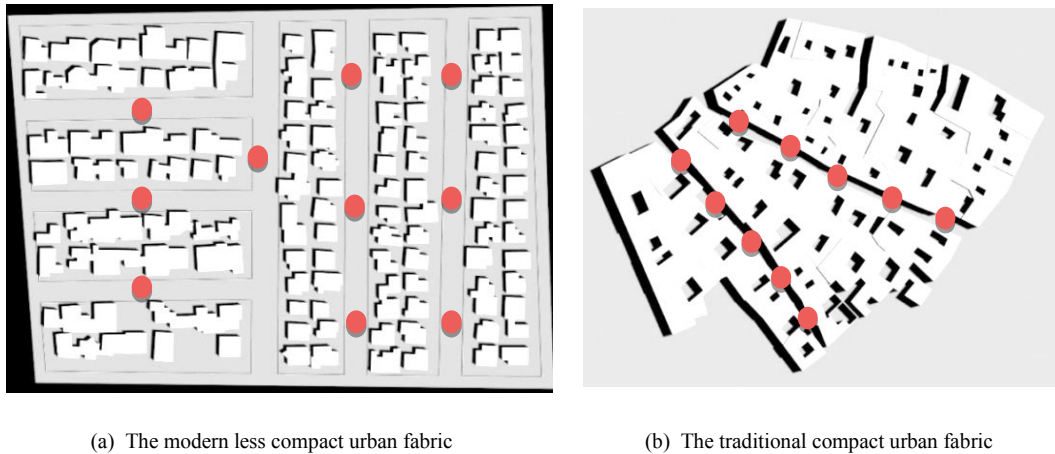 (a) The modern less compact urban fabric
(b) The traditional compact urban fabric